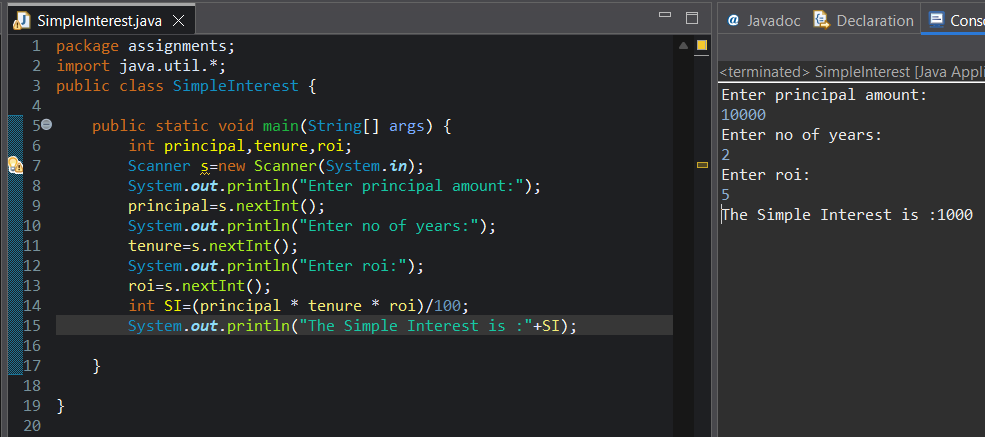 SimpleInterest.java
1 package assignments;
2 import java.util.*;
3 public class SimpleInterest {
4
5 public static void main(String[] args) {
6 int principal,tenure,roi;
7 Scanner s=new Scanner(System.in);
8 System.out.println("Enter principal amount:");
9 principal=s.nextInt();
10 System.out.println("Enter no of years:");
11 tenure=s.nextInt();
12 System.out.println("Enter roi:");
13 roi=s.nextInt();
14 int SI=(principal * tenure * roi)/100;
15 System.out.println("The Simple Interest is :"+SI);
16
17 }
18
19 }
20
@ Javadoc Declaration Conso
<terminated> SimpleInterest [Java Appli
Enter principal amount:
10000
Enter no of years:
2
Enter roi:
5
The Simple Interest is :1000